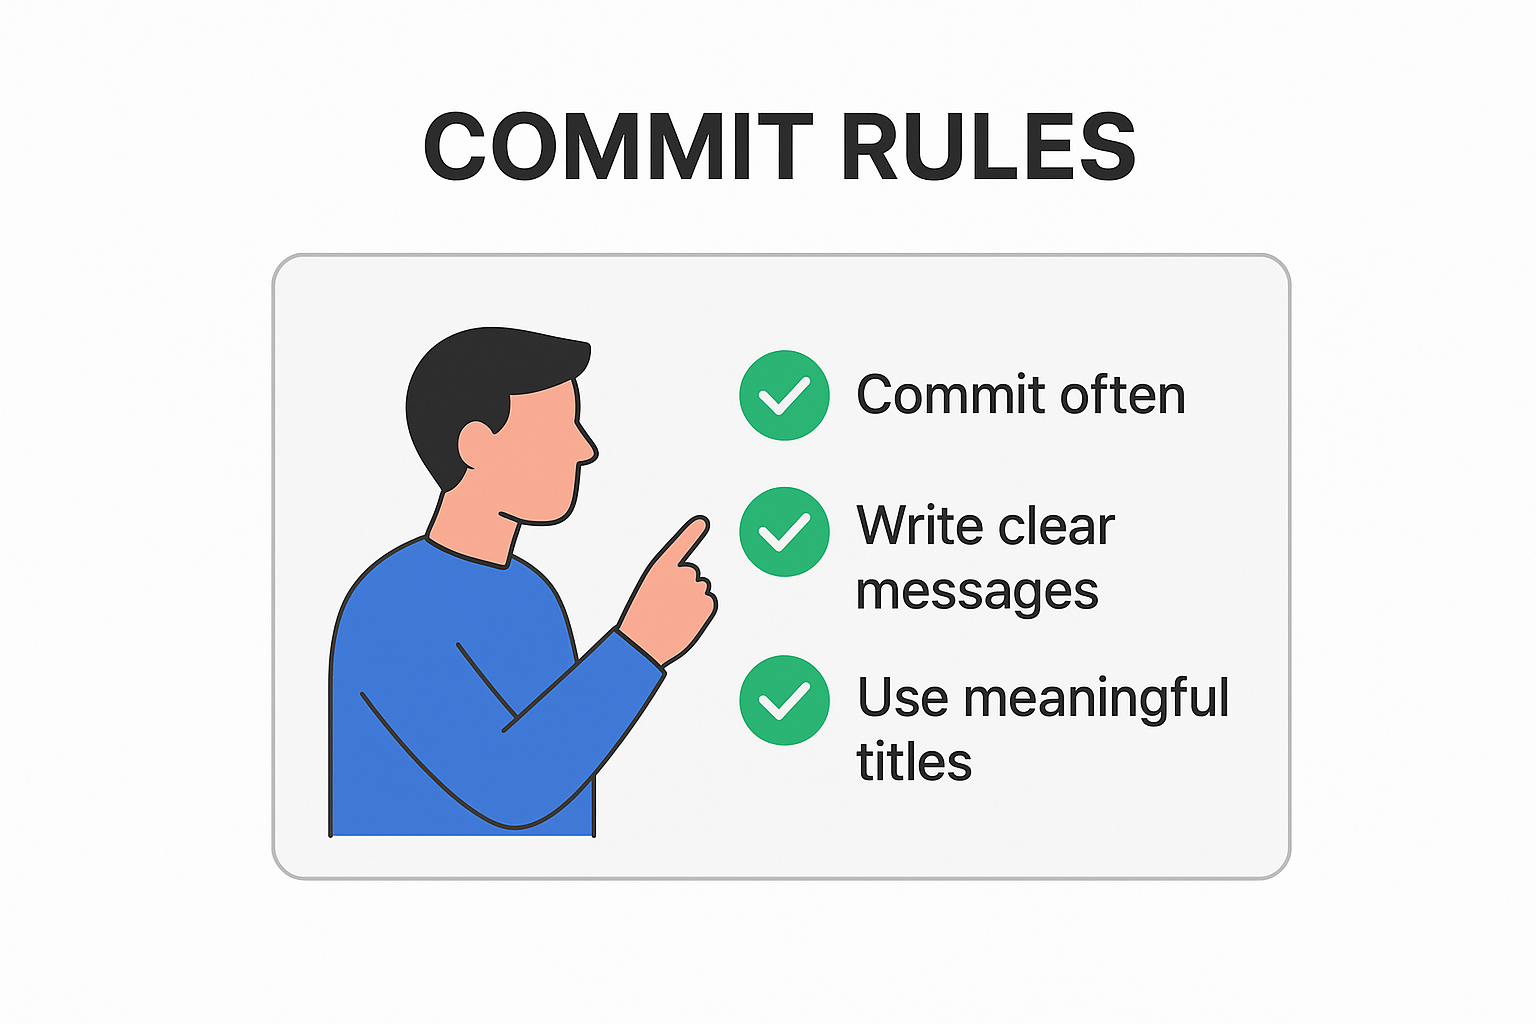 COMMIT RULES
Commit often
Write clear
messages
Use meaningful
titles